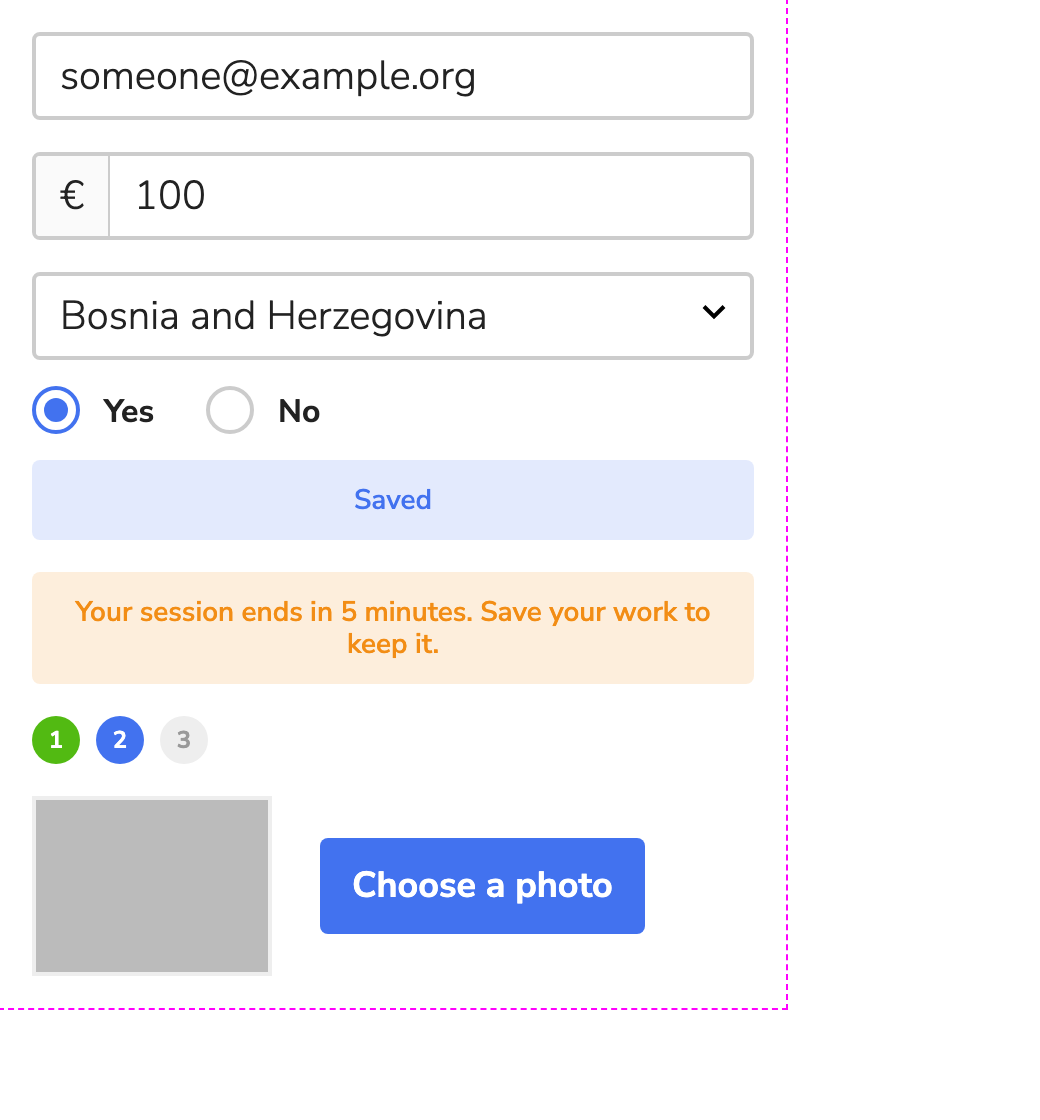 someone@example.org
€ 100
Bosnia and Herzegovina
Yes No
Saved
Your session ends in 5 minutes. Save your work to
keep it.
1 2 3
Choose a photo